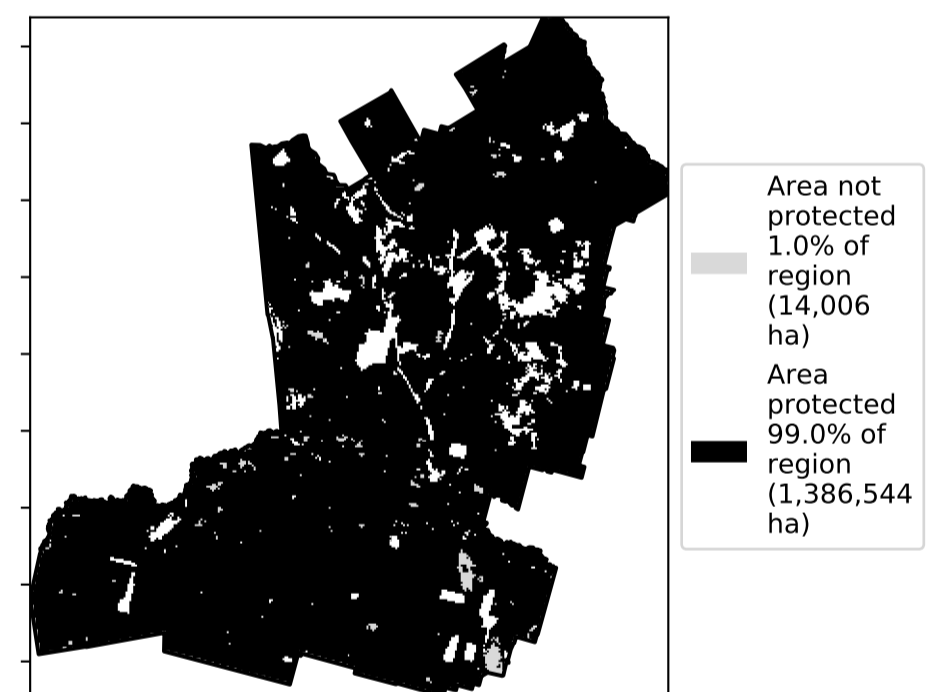 Area not
protected
1.0% of
region
(14,006
ha)
Area
protected
99.0% of
region
(1,386,544
ha)